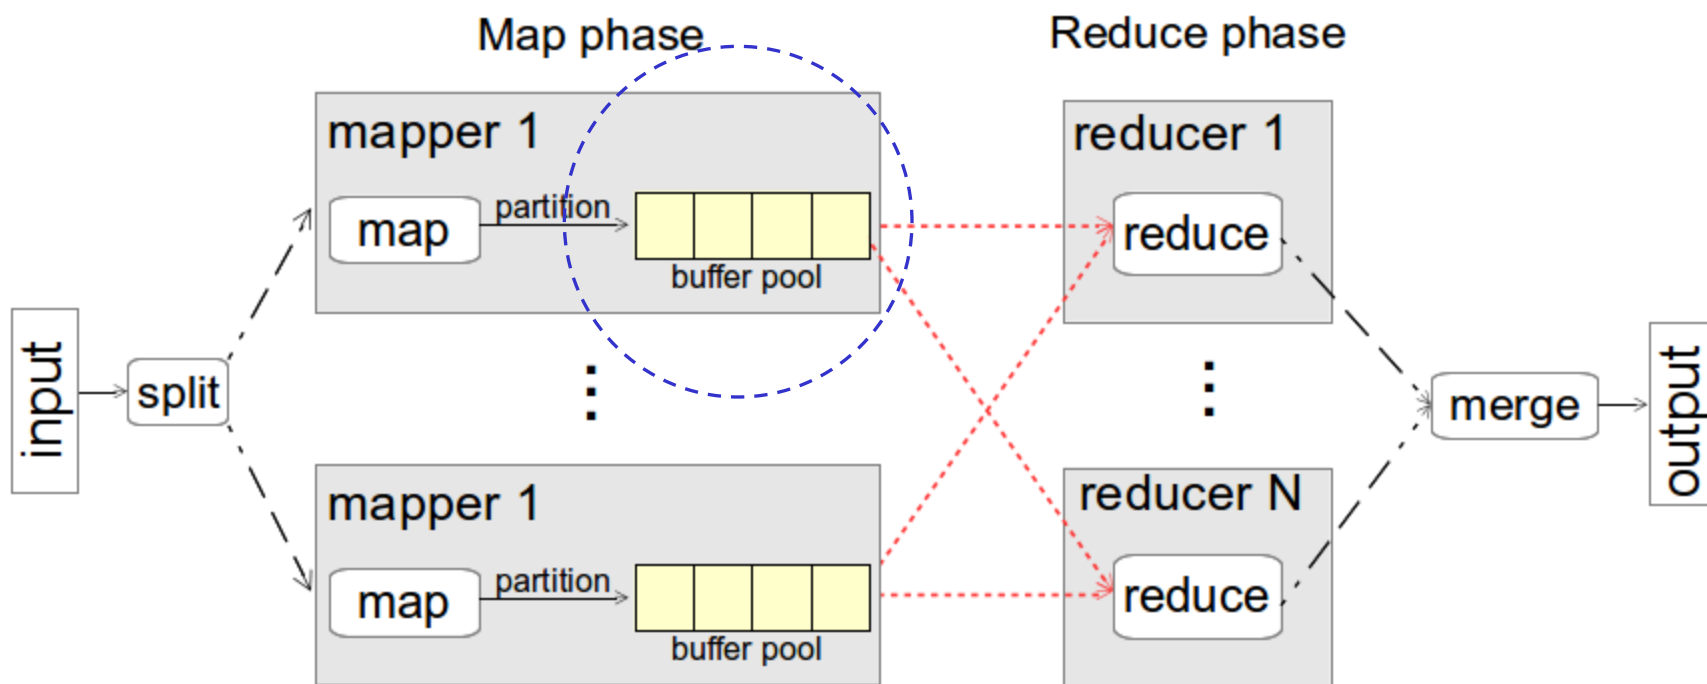 Map phase
Reduce phase
mapper 1
map
partition
buffer pool
reducer 1
reduce
input
split
merge
output
mapper 1
map
partition
buffer pool
reducer N
reduce